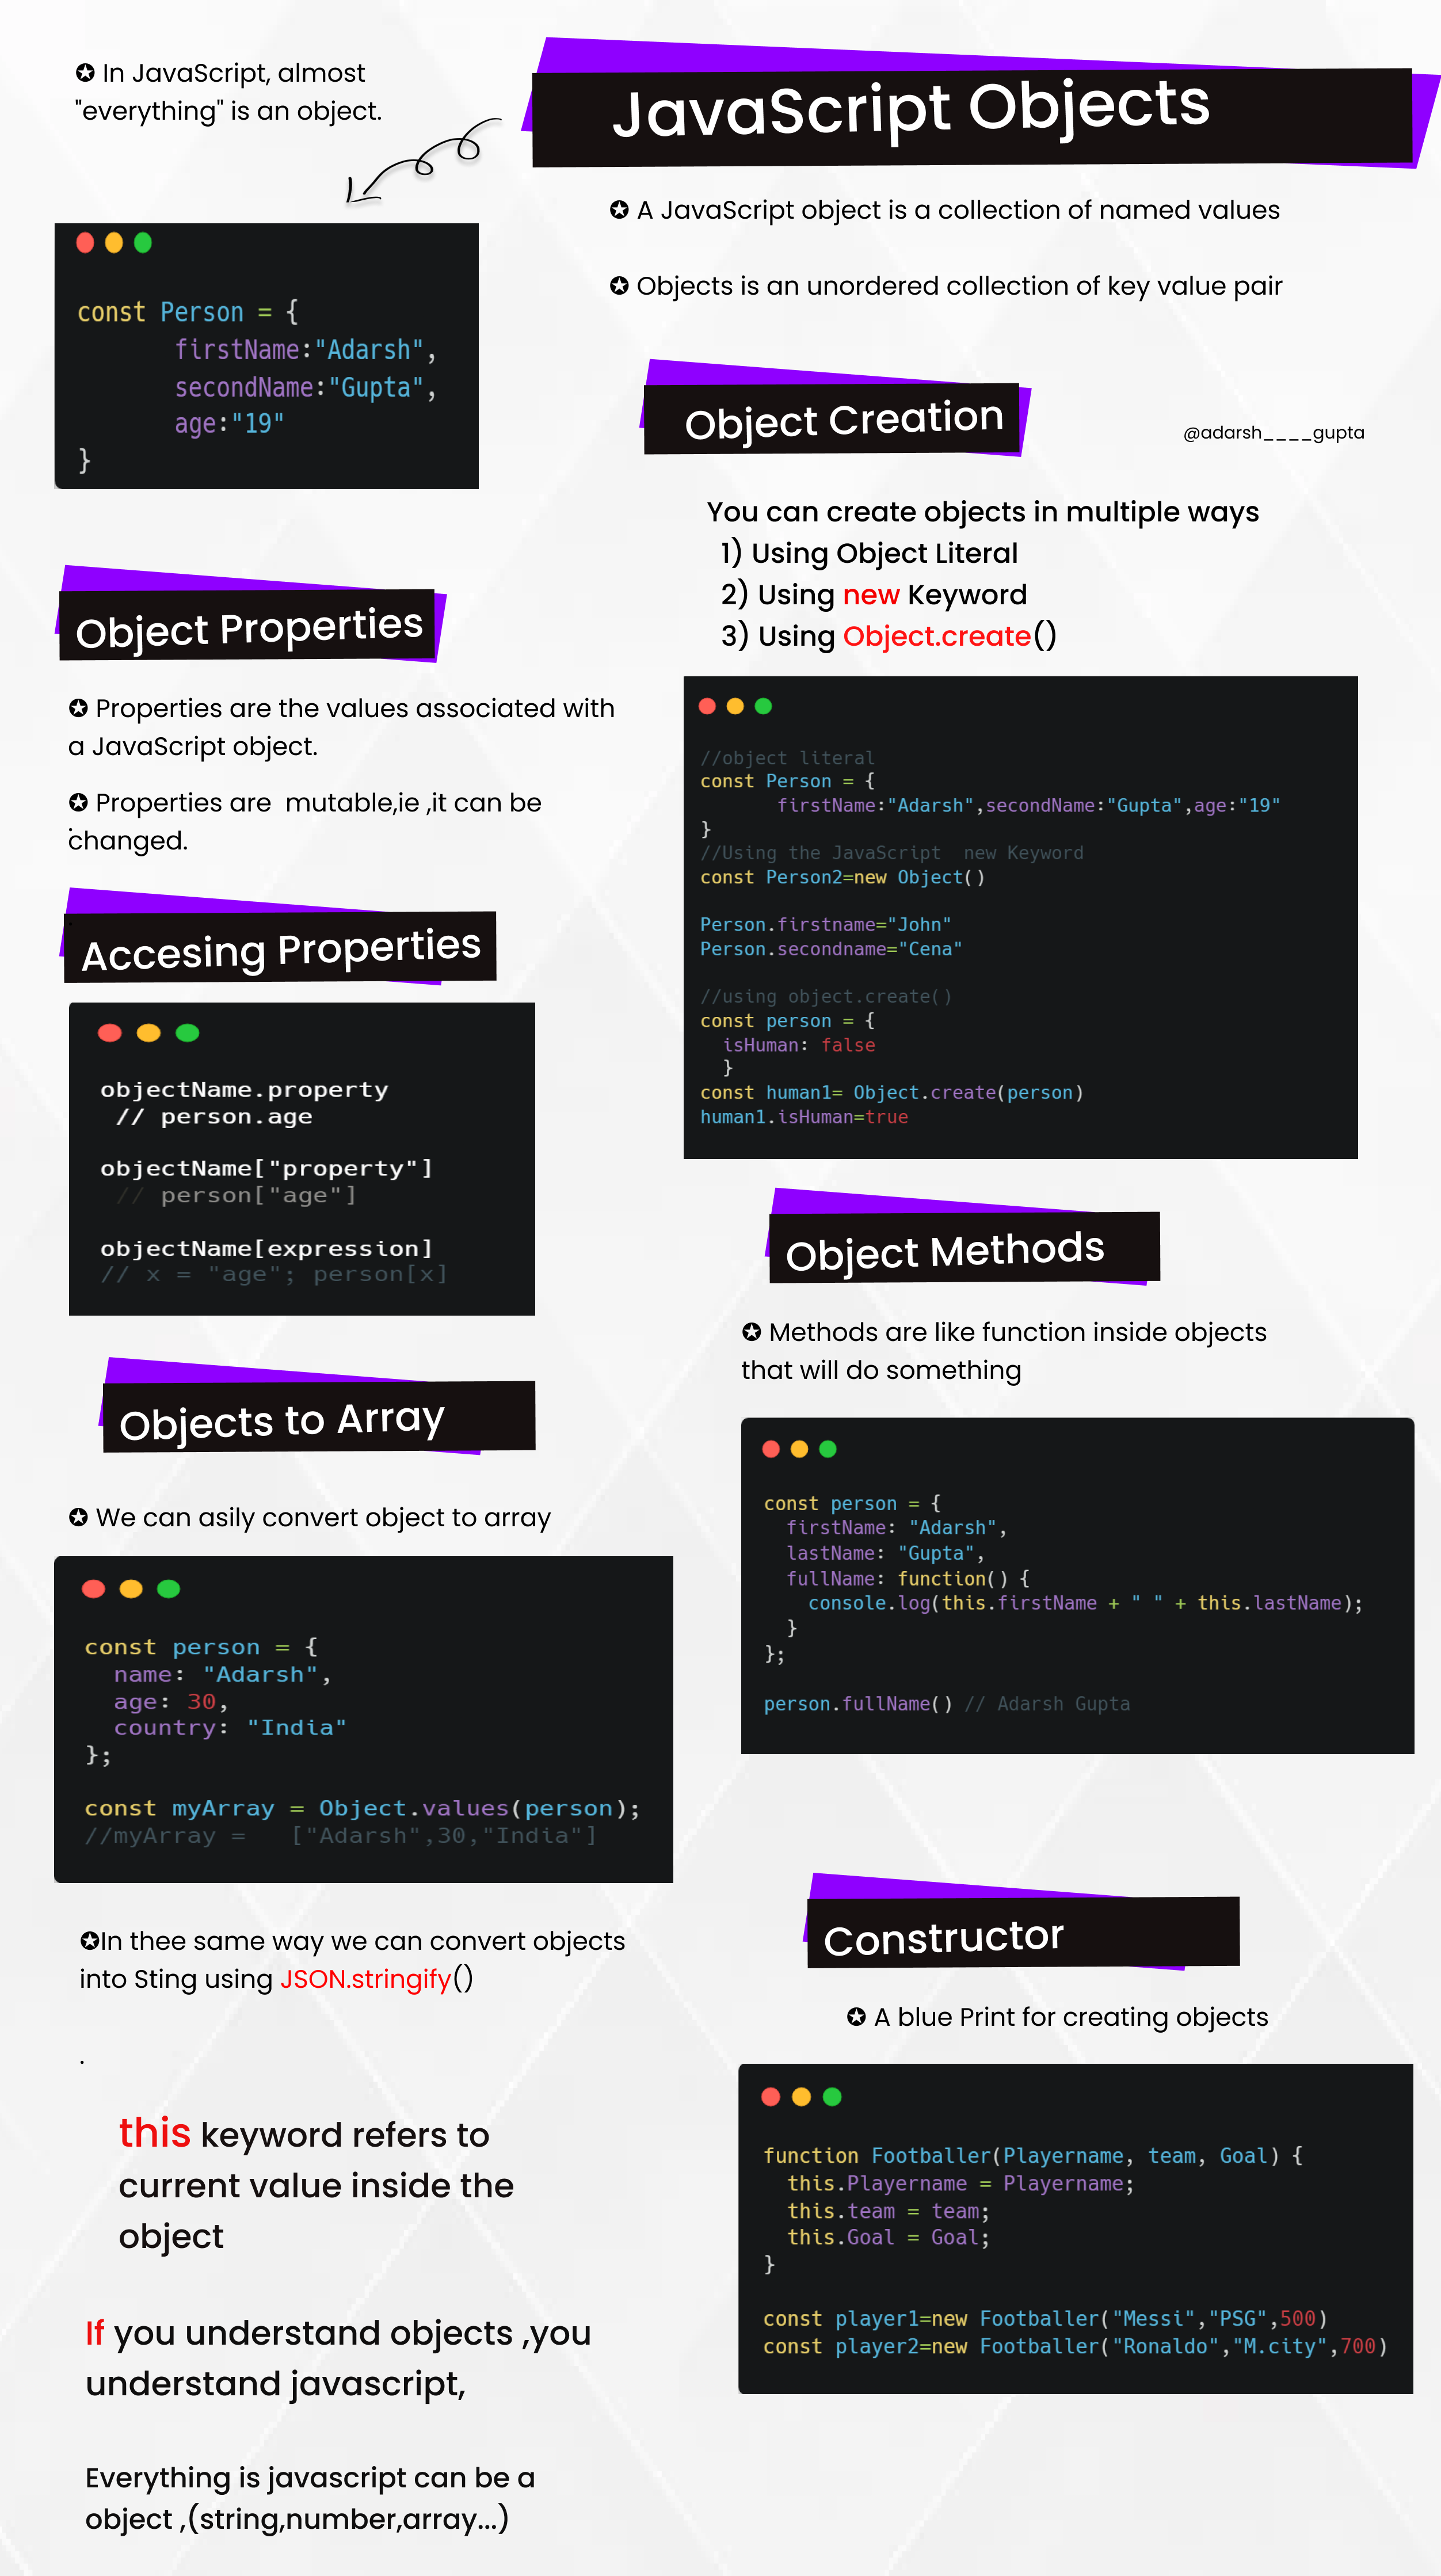 ✪ In JavaScript, almost
"everything" is an object.
const Person = {
firstName:"Adarsh",
secondName:"Gupta",
age:"19"
}
JavaScript Objects
✪ A JavaScript object is a collection of named values
✪ Objects is an unordered collection of key value pair
Object Creation
@adarsh____gupta
You can create objects in multiple ways
1) Using Object Literal
2) Using new Keyword
3) Using Object.create()
//object literal
const Person = {
firstName:"Adarsh",secondName:"Gupta",age:"19"
}
//Using the JavaScript  new Keyword
const Person2=new Object()
Person.firstname="John"
Person.secondname="Cena"
//using object.create()
const person = {
isHuman: false
}
const human1= Object.create(person)
human1.isHuman=true
Object Properties
✪ Properties are the values associated with
a JavaScript object.
✪ Properties are  mutable,ie ,it can be
changed.
.
Accesing Properties
objectName.property
// person.age
objectName["property"]
// person["age"]
objectName[expression]
// x = "age"; person[x]
Object Methods
✪ Methods are like function inside objects
that will do something
const person = {
firstName: "Adarsh",
lastName: "Gupta",
fullName: function() {
console.log(this.firstName + " " + this.lastName);
}
};
person.fullName() // Adarsh Gupta
Objects to Array
✪ We can asily convert object to array
const person = {
name: "Adarsh",
age: 30,
country: "India"
};
const myArray = Object.values(person);
//myArray =   ["Adarsh",30,"India"]
✪In thee same way we can convert objects
into Sting using JSON.stringify()
.
this keyword refers to
current value inside the
object
If you understand objects ,you
understand javascript,
Everything is javascript can be a
object ,(string,number,array...)
Constructor
✪ A blue Print for creating objects
function Footballer(Playername, team, Goal) {
this.Playername = Playername;
this.team = team;
this.Goal = Goal;
}
const player1=new Footballer("Messi","PSG",500)
const player2=new Footballer("Ronaldo","M.city",700)